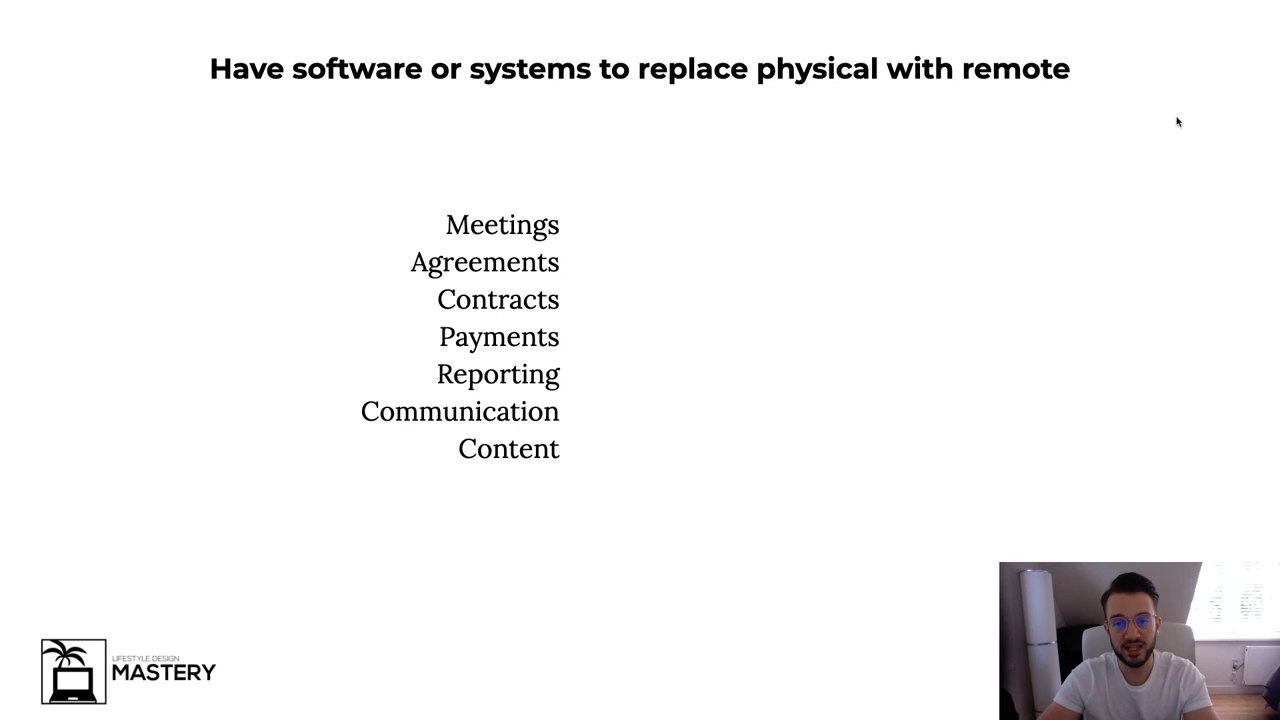 Have software or systems to replace physical with remote
Meetings
Agreements
Contracts
Payments
Reporting
Communication
Content
LIFESTYLE DESIGN
MASTERY